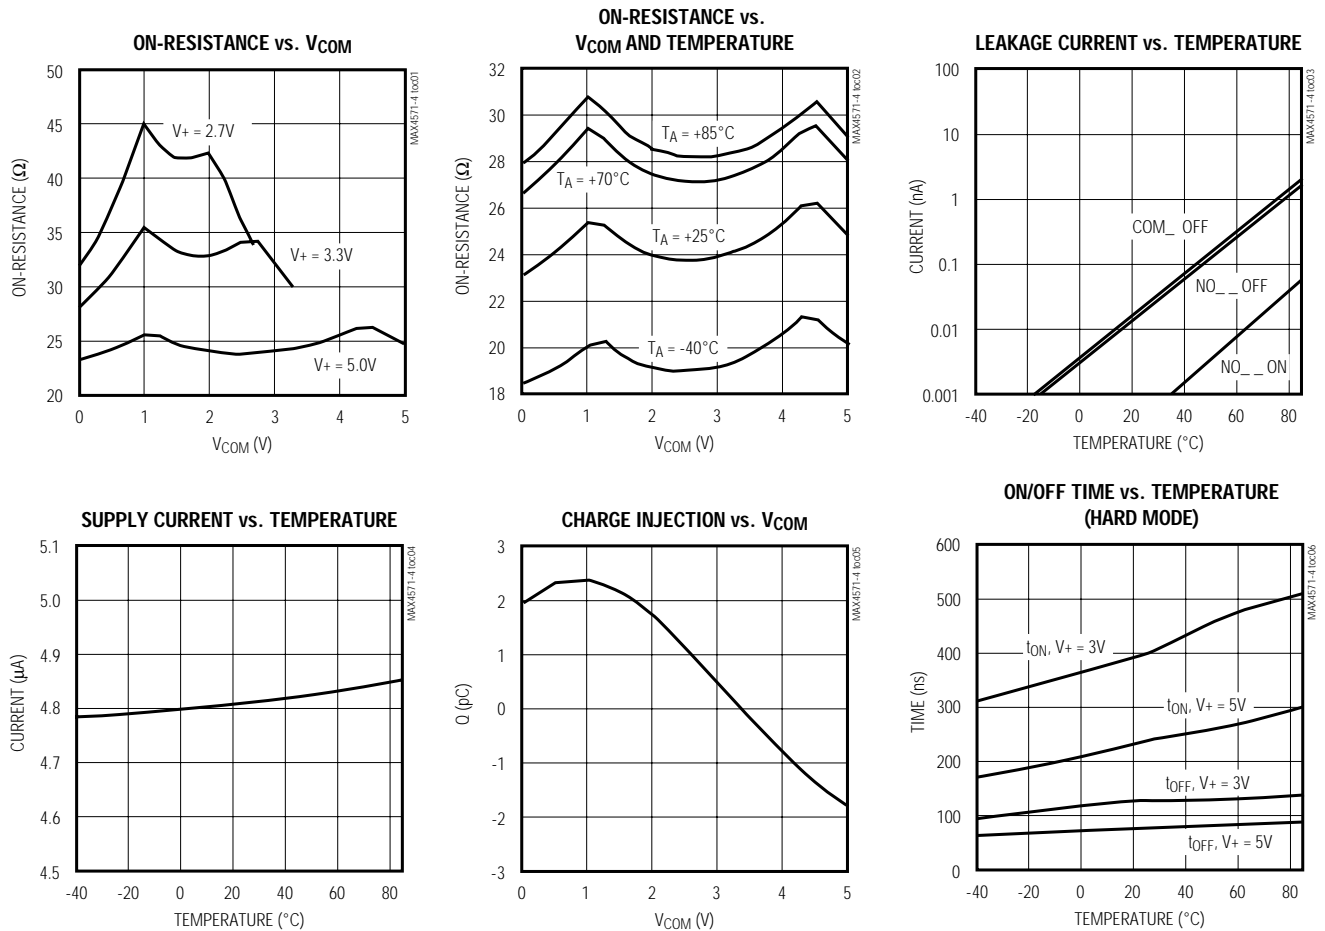 ON-RESISTANCE vs. VCOM
50
45
40
35
30
25
20
ON-RESISTANCE (Ω)
V+ = 2.7V
V+ = 3.3V
V+ = 5.0V
0 1 2 3 4 5
VCOM (V)
MAX4571-4 toc01
ON-RESISTANCE vs.
VCOM AND TEMPERATURE
32
30
28
26
24
22
20
18
ON-RESISTANCE (Ω)
TA = +85°C
TA = +70°C
TA = +25°C
TA = -40°C
0 1 2 3 4 5
VCOM (V)
MAX4571-4 toc02
LEAKAGE CURRENT vs. TEMPERATURE
100
10
1
0.1
0.01
0.001
CURRENT (nA)
COM_ OFF
NO_ _ OFF
NO_ _ ON
-40 -20 0 20 40 60 80
TEMPERATURE (°C)
MAX4571-4 toc03
SUPPLY CURRENT vs. TEMPERATURE
5.1
5.0
4.9
4.8
4.7
4.6
4.5
CURRENT (μA)
-40 -20 0 20 40 60 80
TEMPERATURE (°C)
MAX4571-4 toc04
CHARGE INJECTION vs. VCOM
3
2
1
0
-1
-2
-3
Q (pC)
0 1 2 3 4 5
VCOM (V)
MAX4571-4 toc05
ON/OFF TIME vs. TEMPERATURE
(HARD MODE)
600
500
400
300
200
100
0
TIME (ns)
tON, V+ = 3V
tON, V+ = 5V
tOFF, V+ = 3V
tOFF, V+ = 5V
-40 -20 0 20 40 60 80
TEMPERATURE (°C)
MAX4571-4 toc06